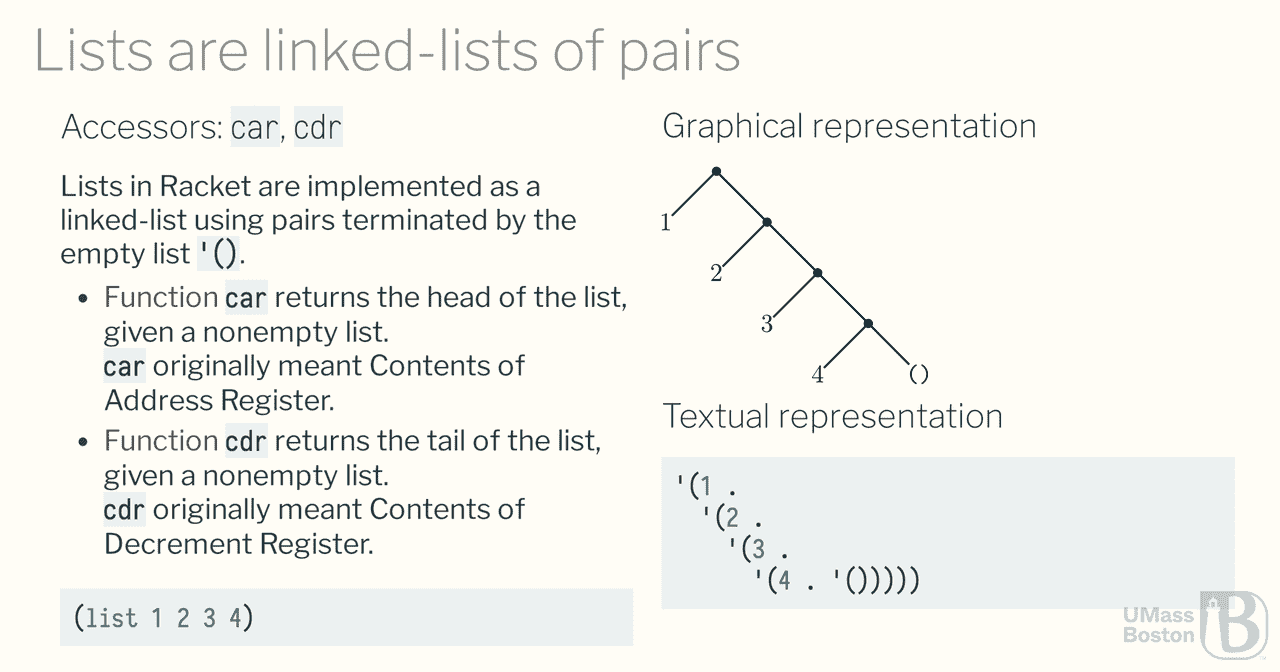 Lists are linked-lists of pairs
Accessors: car, cdr
Lists in Racket are implemented as a
linked-list using pairs terminated by the
empty list '().
• Function car returns the head of the list,
given a nonempty list.
car originally meant Contents of
Address Register.
• Function cdr returns the tail of the list,
given a nonempty list.
cdr originally meant Contents of
Decrement Register.
(list 1 2 3 4)
Graphical representation
1
2
3
4 ()
Textual representation
'(1 .
'(2 .
'(3 .
'(4 . '()))))
UMass
Boston
B